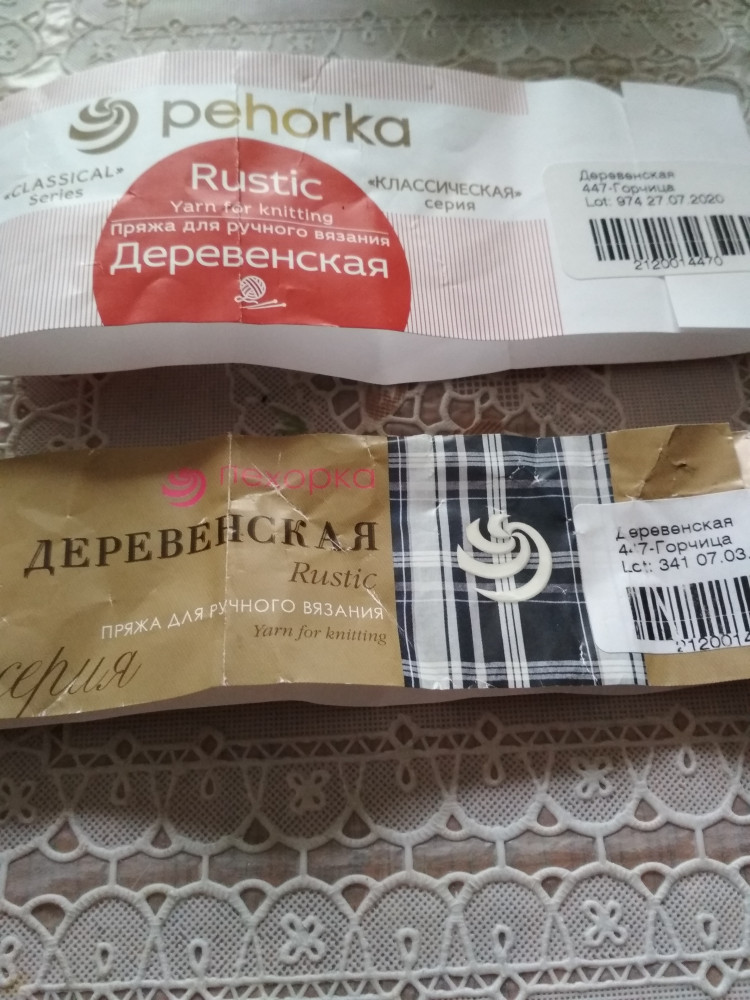 pehorka
«CLASSICAL»
Series
Rustic
Yarn for knitting
Пряжа для ручного вязания
Деревенская
«КЛАССИЧЕСКАЯ»
серия
Деревенская
447-Горчица
Lot: 974 27.07.2020
2120014470
пехорка
ДЕРЕВЕНСКАЯ
Rustic
ПРЯЖА ДЛЯ РУЧНОГО ВЯЗАНИЯ
Yarn for knitting
серия
Деревенская
447-Горчица
Lot: 341 07.03.
212001